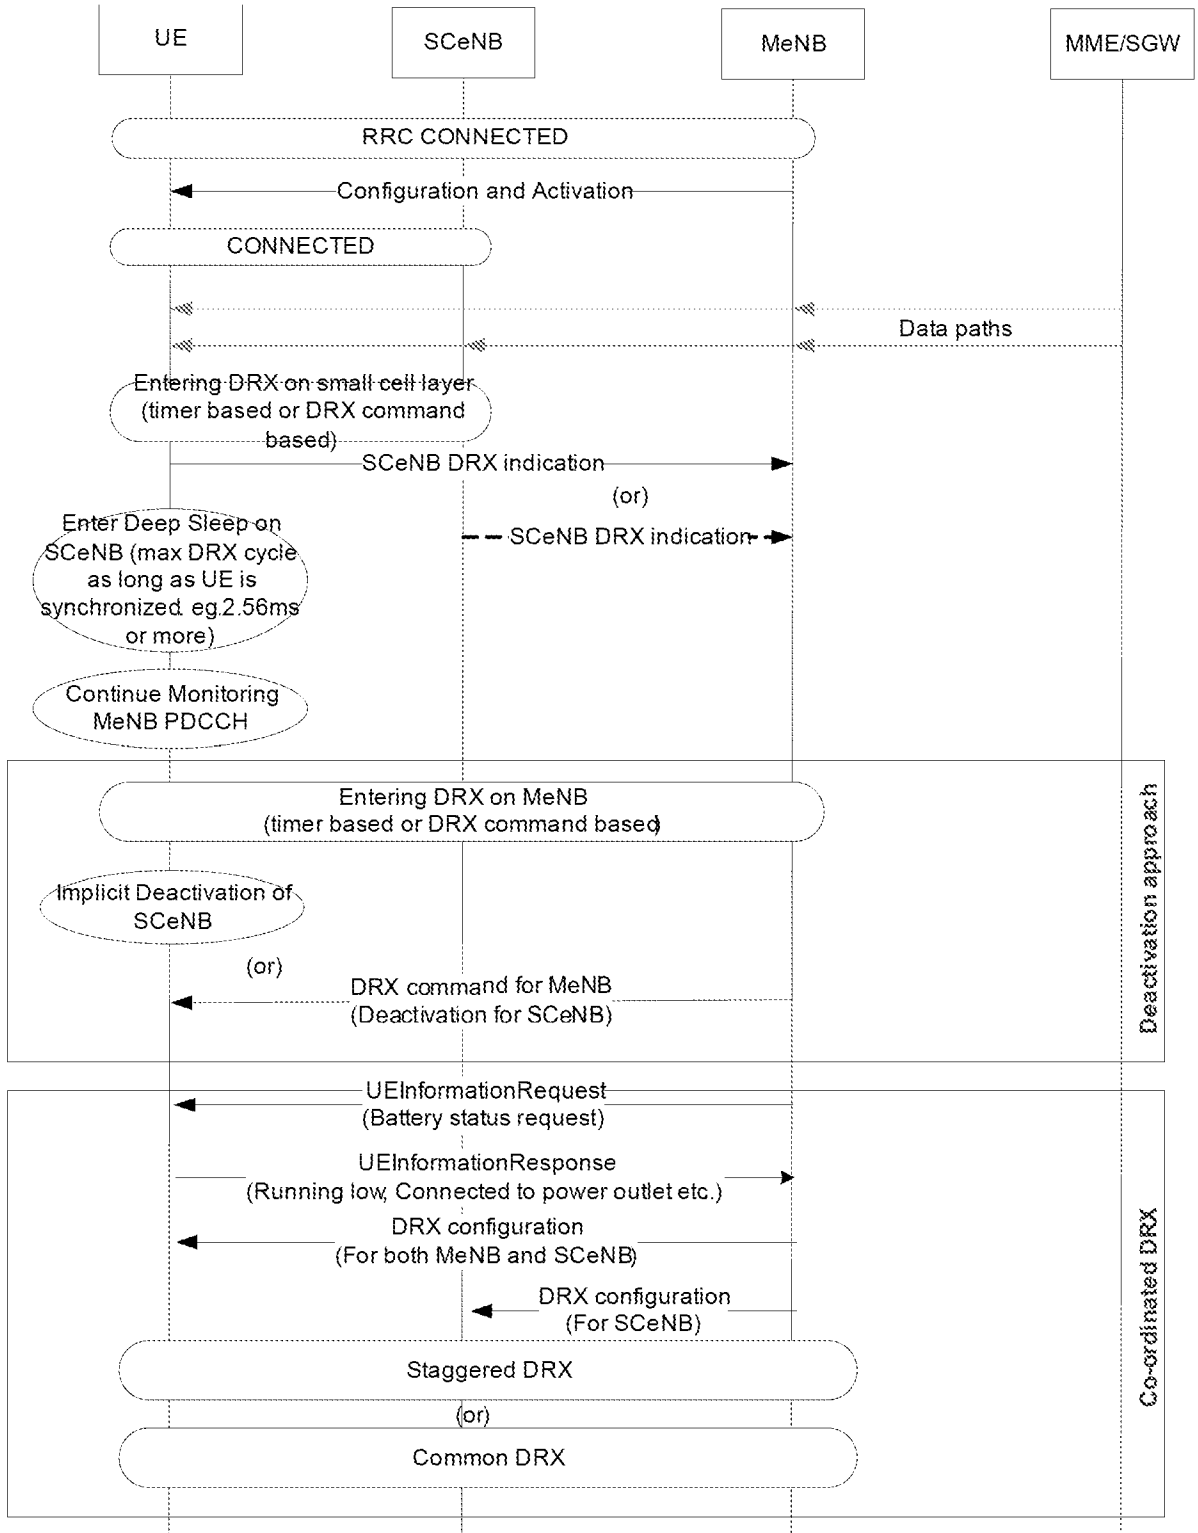 UE
SCeNB
MeNB
MME/SGW
RRC CONNECTED
Configuration and Activation
CONNECTED
Data paths
Entering DRX on small cell layer
(timer based or DRX command
based)
SCeNB DRX indication
(or)
SCeNB DRX indication
Enter Deep Sleep on
SCeNB (max DRX cycle
as long as UE is
synchronized. eg.2.56ms
or more)
Continue Monitoring
MeNB PDCCH
Entering DRX on MeNB
(timer based or DRX command based)
Implicit Deactivation of
SCeNB
(or)
DRX command for MeNB
(Deactivation for SCeNB)
Deactivation approach
UEInformationRequest
(Battery status request)
UEInformationResponse
(Running low, Connected to power outlet etc.)
DRX configuration
(For both MeNB and SCeNB)
DRX configuration
(For SCeNB)
Staggered DRX
(or)
Common DRX
Co-ordinated DRX